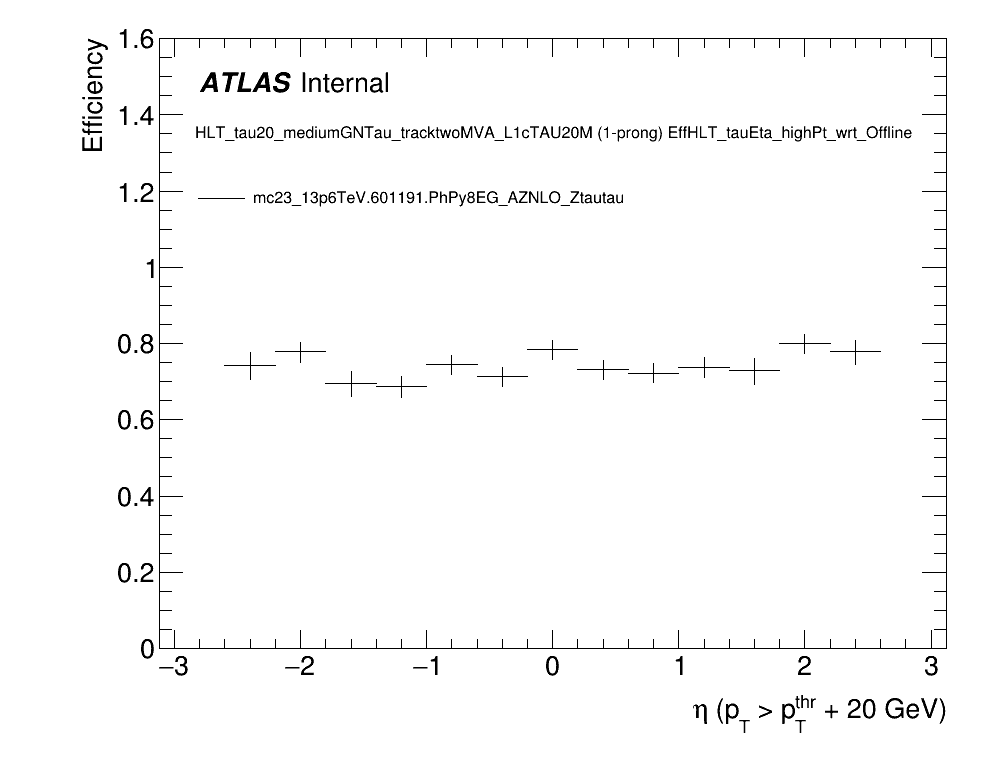 Efficiency
1.6
1.4
1.2
1
0.8
0.6
0.4
0.2
0
ATLAS Internal
HLT_tau20_mediumGNTau_tracktwoMVA_L1cTAU20M (1-prong) EffHLT_tauEta_highPt_wrt_Offline
mc23_13p6TeV.601191.PhPy8EG_AZNLO_Ztautau
−3 −2 −1 0 1 2 3
η (p_T > p_T^thr + 20 GeV)